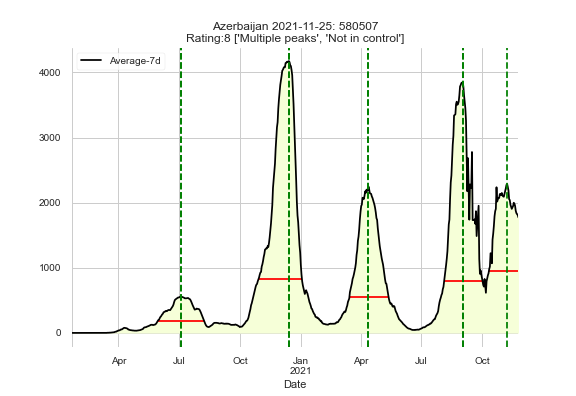 Azerbaijan 2021-11-25: 580507
Rating:8 ['Multiple peaks', 'Not in control']
Average-7d
4000
3000
2000
1000
0
Apr
Jul
Oct
Jan
2021
Apr
Jul
Oct
Date